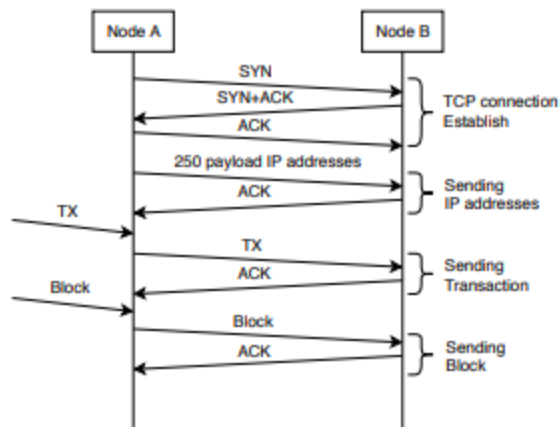 Node A
Node B
SYN
SYN+ACK
ACK
TCP connection
Establish
250 payload IP addresses
ACK
Sending
IP addresses
TX
TX
ACK
Sending
Transaction
Block
Block
ACK
Sending
Block